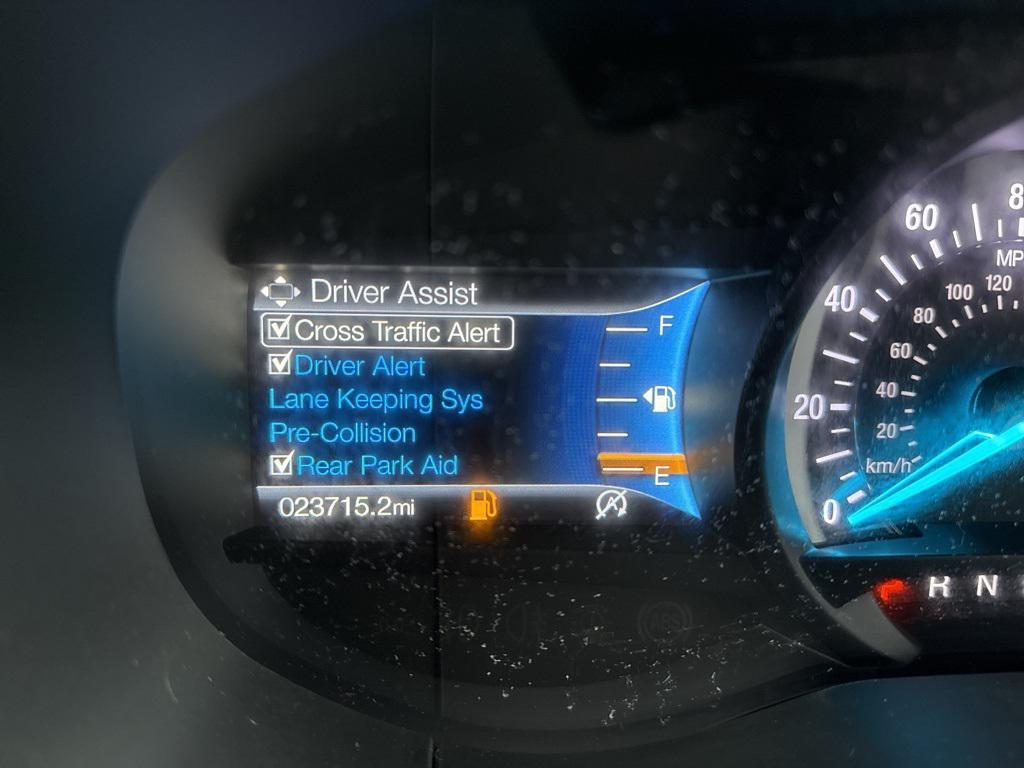 Driver Assist
Cross Traffic Alert
Driver Alert
Lane Keeping Sys
Pre-Collision
Rear Park Aid
023715.2mi
F
E
60
40
20
0
120
100
80
60
40
20
km/h
R N
ABS